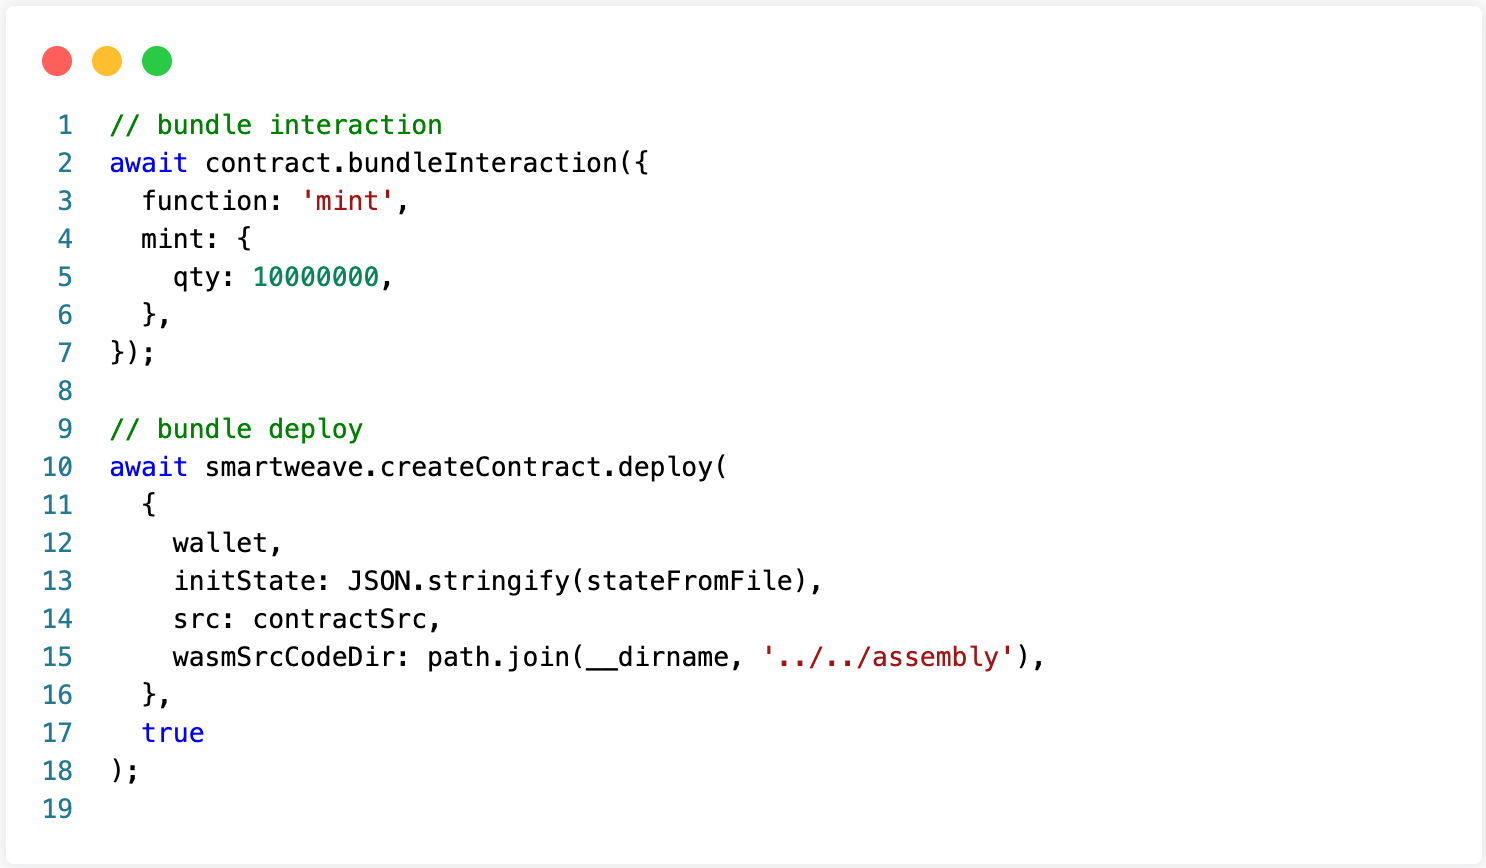 1 // bundle interaction
2 await contract.bundleInteraction({
3   function: 'mint',
4   mint: {
5     qty: 10000000,
6   },
7 });
8
9 // bundle deploy
10 await smartweave.createContract.deploy(
11   {
12     wallet,
13     initState: JSON.stringify(stateFromFile),
14     src: contractSrc,
15     wasmSrcCodeDir: path.join(__dirname, '../../assembly'),
16   },
17   true
18 );
19